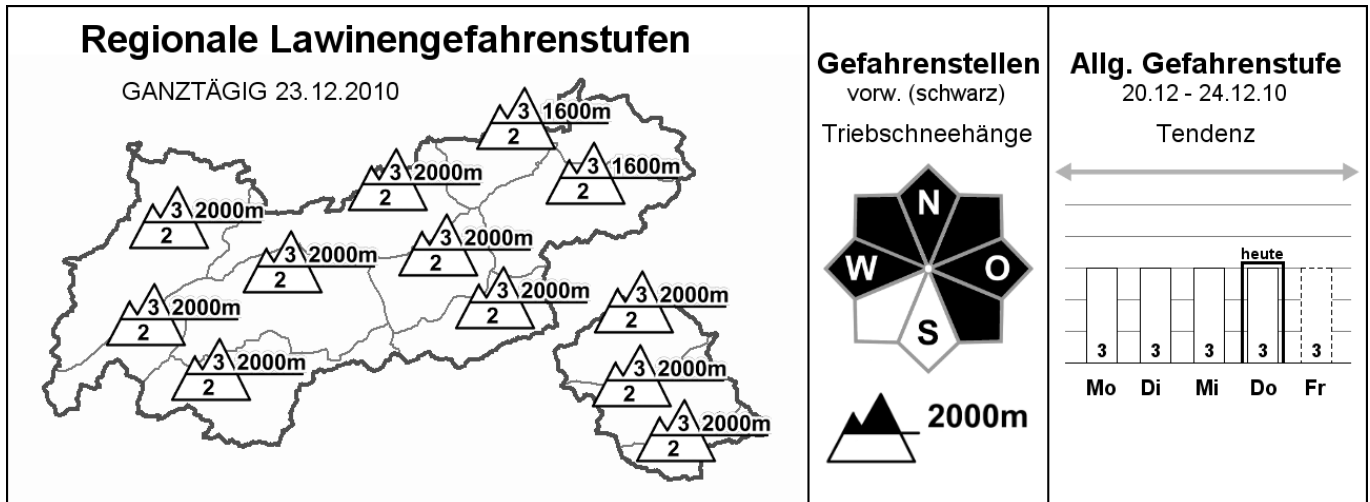 Regionale Lawinengefahrenstufen
GANZTÄGIG 23.12.2010
3 1600m
2
3 2000m
2
3 1600m
2
3 2000m
2
3 2000m
2
3 2000m
2
3 2000m
2
3 2000m
2
3 2000m
2
3 2000m
2
3 2000m
2
3 2000m
2
Gefahrenstellen
vorw. (schwarz)
Triebschneehänge
N
W O
S
2000m
Allg. Gefahrenstufe
20.12 - 24.12.10
Tendenz
heute
3 3 3 3 3
Mo Di Mi Do Fr